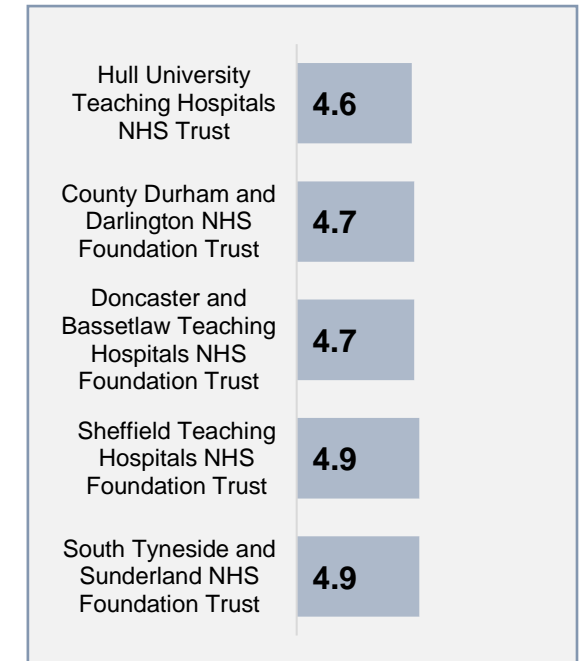 Hull University
Teaching Hospitals
NHS Trust
4.6
County Durham and
Darlington NHS
Foundation Trust
4.7
Doncaster and
Bassetlaw Teaching
Hospitals NHS
Foundation Trust
4.7
Sheffield Teaching
Hospitals NHS
Foundation Trust
4.9
South Tyneside and
Sunderland NHS
Foundation Trust
4.9